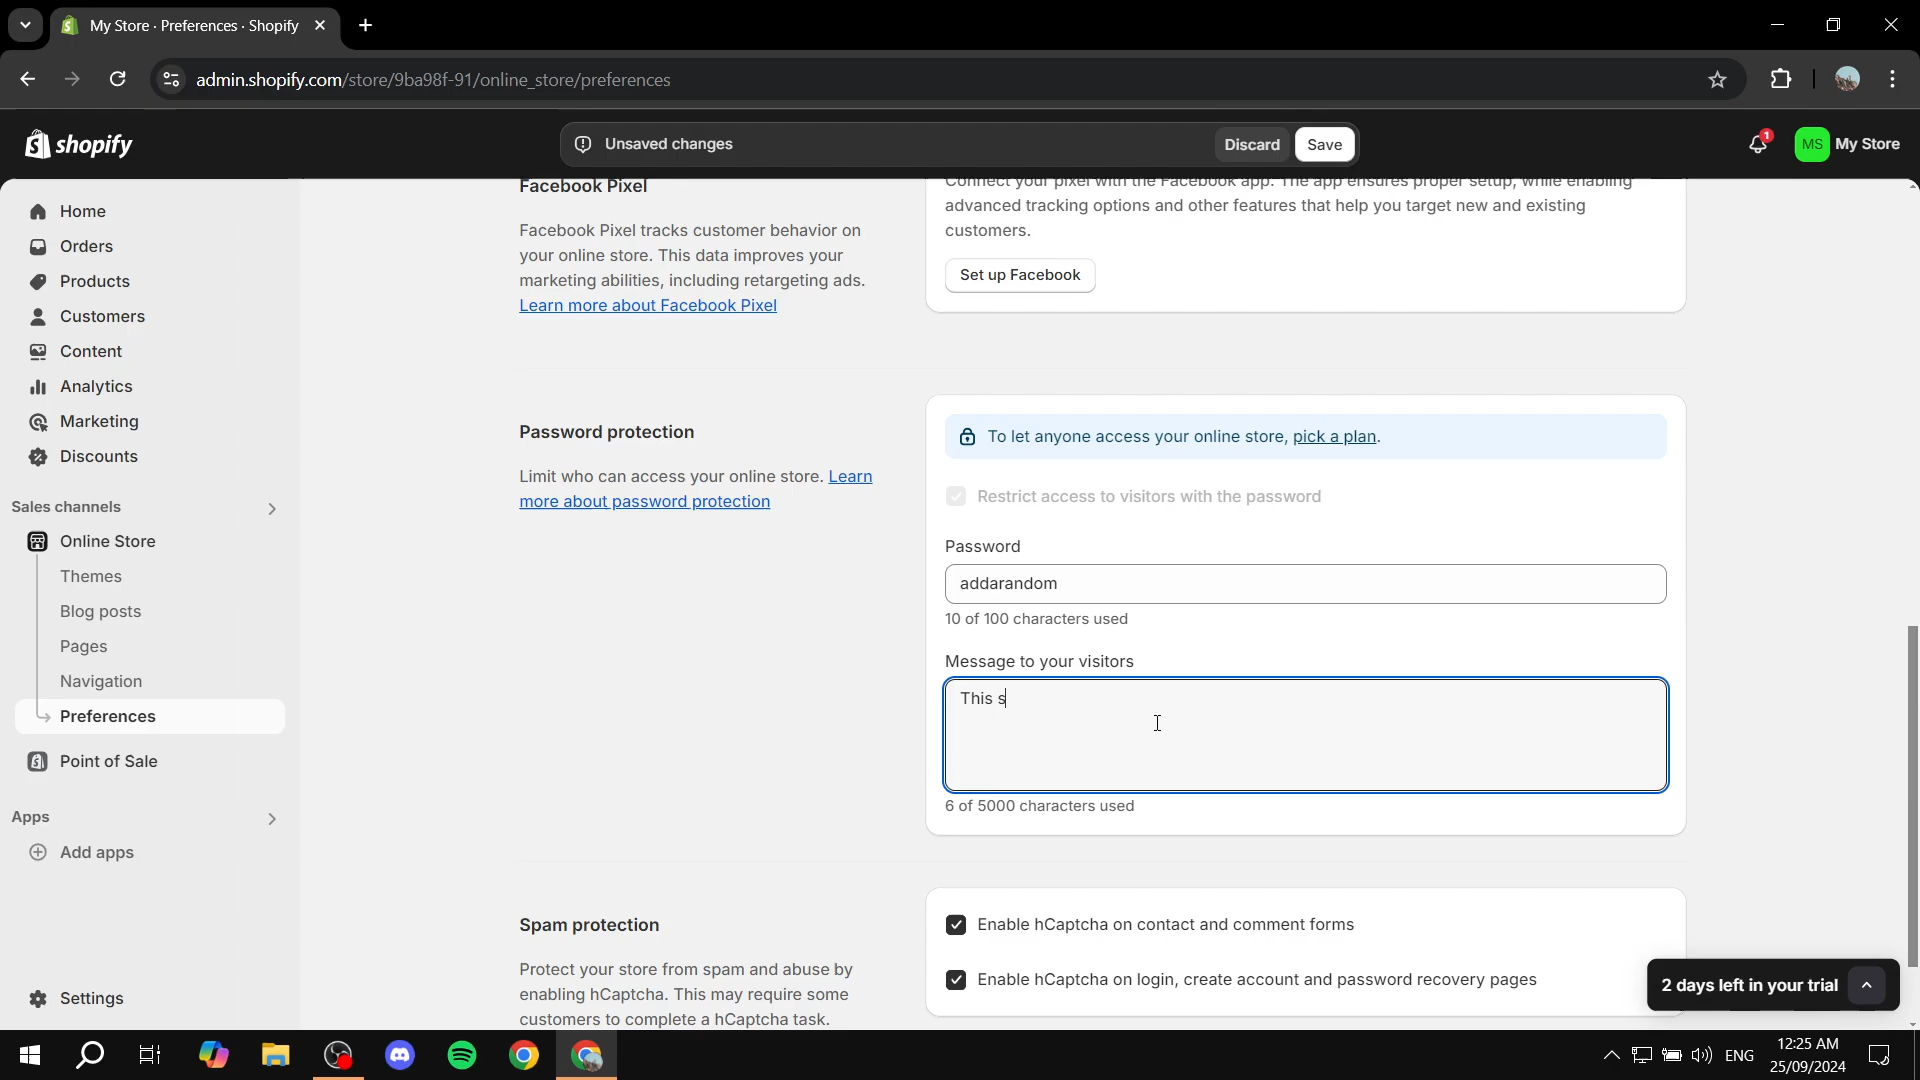 My Store · Preferences · Shopify
admin.shopify.com/store/9ba98f-91/online_store/preferences
shopify
Unsaved changes
Discard
Save
1
MS
My Store
Home
Orders
Products
Customers
Content
Analytics
Marketing
Discounts
Sales channels
Online Store
Themes
Blog posts
Pages
Navigation
Preferences
Point of Sale
Apps
Add apps
Settings
Facebook Pixel
Facebook Pixel tracks customer behavior on
your online store. This data improves your
marketing abilities, including retargeting ads.
Learn more about Facebook Pixel
Connect your pixel with the Facebook app. The app ensures proper setup, while enabling
advanced tracking options and other features that help you target new and existing
customers.
Set up Facebook
Password protection
Limit who can access your online store. Learn
more about password protection
To let anyone access your online store, pick a plan.
Restrict access to visitors with the password
Password
addarandom
10 of 100 characters used
Message to your visitors
This s
6 of 5000 characters used
Spam protection
Protect your store from spam and abuse by
enabling hCaptcha. This may require some
customers to complete a hCaptcha task.
Enable hCaptcha on contact and comment forms
Enable hCaptcha on login, create account and password recovery pages
2 days left in your trial
ENG
12:25 AM
25/09/2024